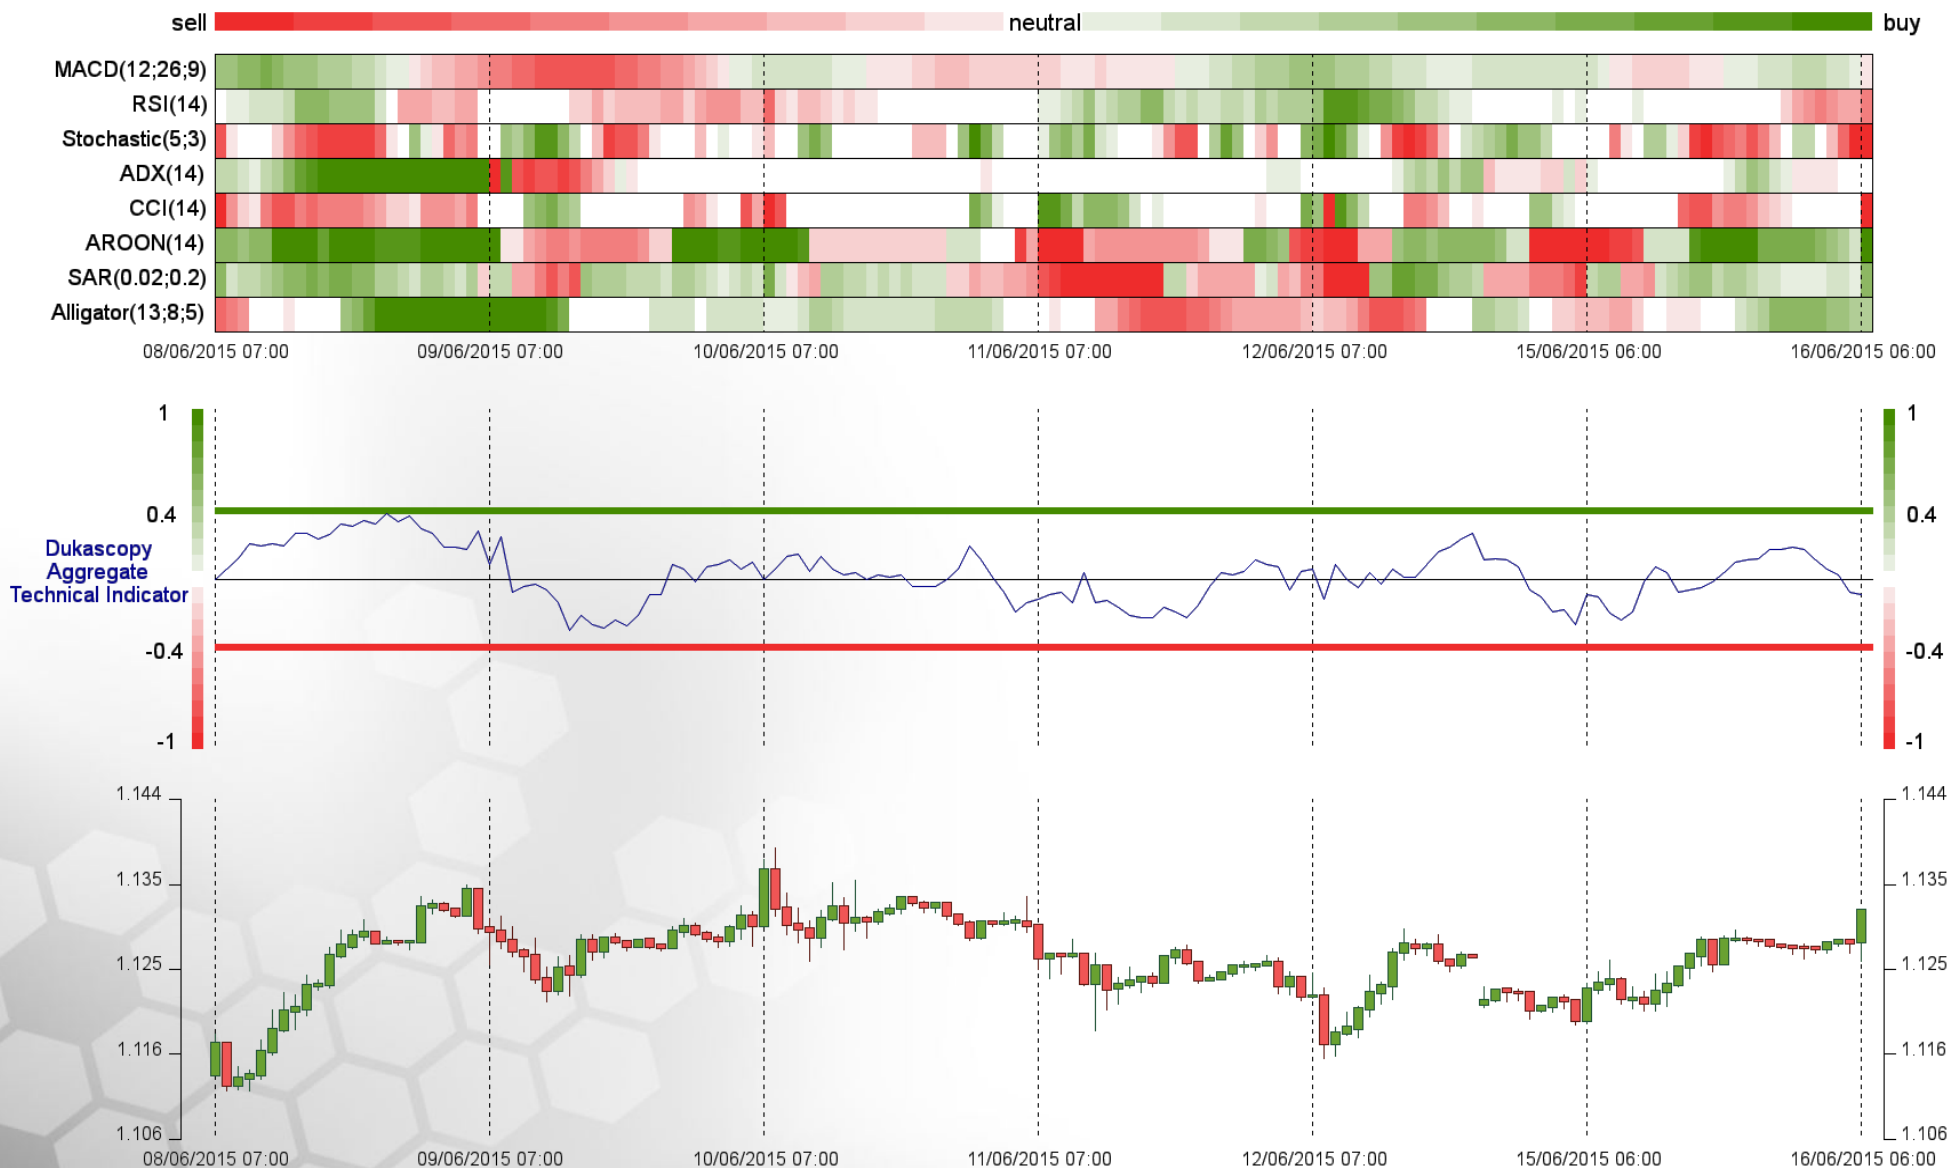 sell neutral buy
MACD(12;26;9)
RSI(14)
Stochastic(5;3)
ADX(14)
CCI(14)
AROON(14)
SAR(0.02;0.2)
Alligator(13;8;5)
08/06/2015 07:00 09/06/2015 07:00 10/06/2015 07:00 11/06/2015 07:00 12/06/2015 07:00 15/06/2015 06:00 16/06/2015 06:00
1 1
0.4 0.4
Dukascopy
Aggregate
Technical Indicator
-0.4 -0.4
-1 -1
1.144 1.144
1.135 1.135
1.125 1.125
1.116 1.116
1.106 1.106
08/06/2015 07:00 09/06/2015 07:00 10/06/2015 07:00 11/06/2015 07:00 12/06/2015 07:00 15/06/2015 06:00 16/06/2015 06:00